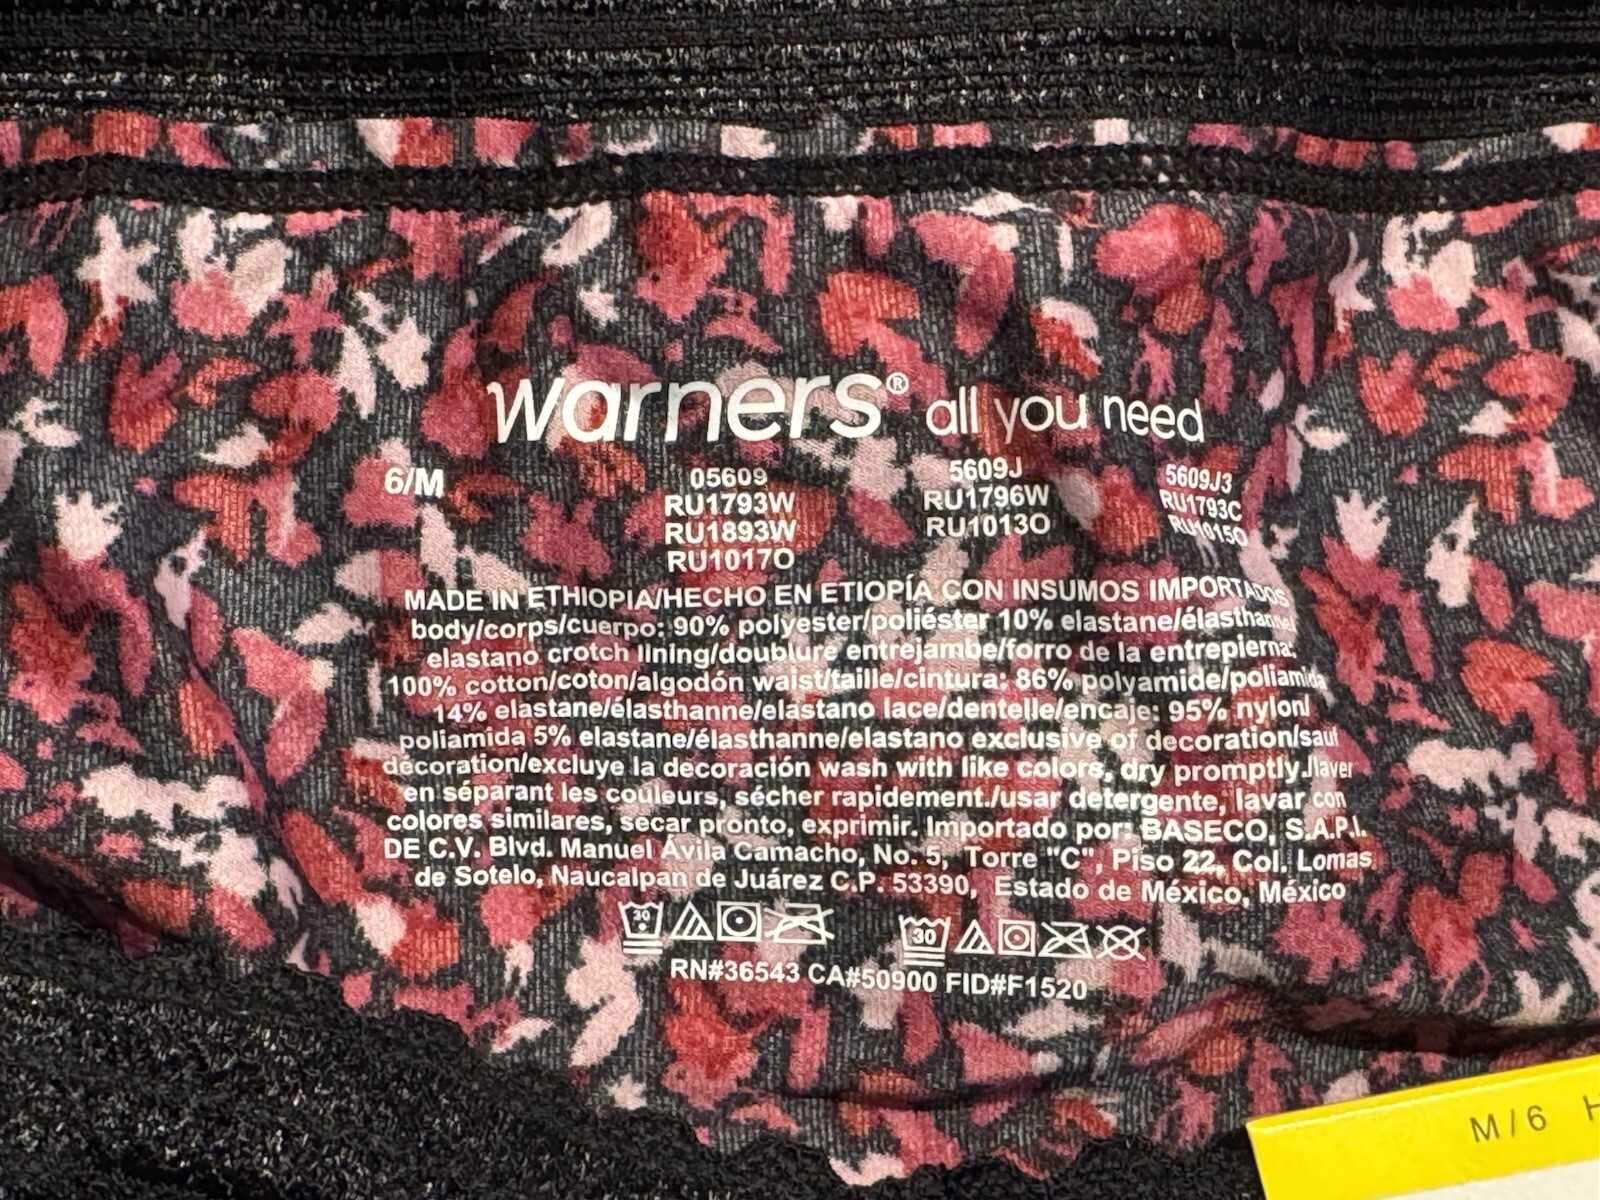 warners® all you need
6/M 05609 5609J 5609J3
RU1793W RU1796W RU1793C
RU1893W RU1013O RU1015O
RU1017O
MADE IN ETHIOPIA/HECHO EN ETIOPÍA CON INSUMOS IMPORTADOS
body/corps/cuerpo: 90% polyester/poliéster 10% elastane/élasthanne/
elastano crotch lining/doublure entrejambe/forro de la entrepierna:
100% cotton/coton/algodón waist/taille/cintura: 86% polyamide/poliamida
14% elastane/élasthanne/elastano lace/dentelle/encaje: 95% nylon/
poliamida 5% elastane/élasthanne/elastano exclusive of decoration/sauf
décoration/excluye la decoración wash with like colors, dry promptly./laver
en séparant les couleurs, sécher rapidement./usar detergente, lavar con
colores similares, secar pronto, exprimir. Importado por: BASECO, S.A.P.I.
DE C.V. Blvd. Manuel Ávila Camacho, No. 5, Torre "C", Piso 22, Col. Lomas
de Sotelo, Naucalpan de Juárez C.P. 53390, Estado de México, México
30 30
RN#36543 CA#50900 FID#F1520
M/6 H